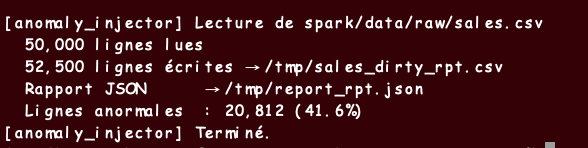 [anomaly_injector] Lecture de spark/data/raw/sales.csv
50,000 lignes lues
52,500 lignes écrites → /tmp/sales_dirty_rpt.csv
Rapport JSON → /tmp/report_rpt.json
Lignes anormales : 20,812 (41.6%)
[anomaly_injector] Terminé.